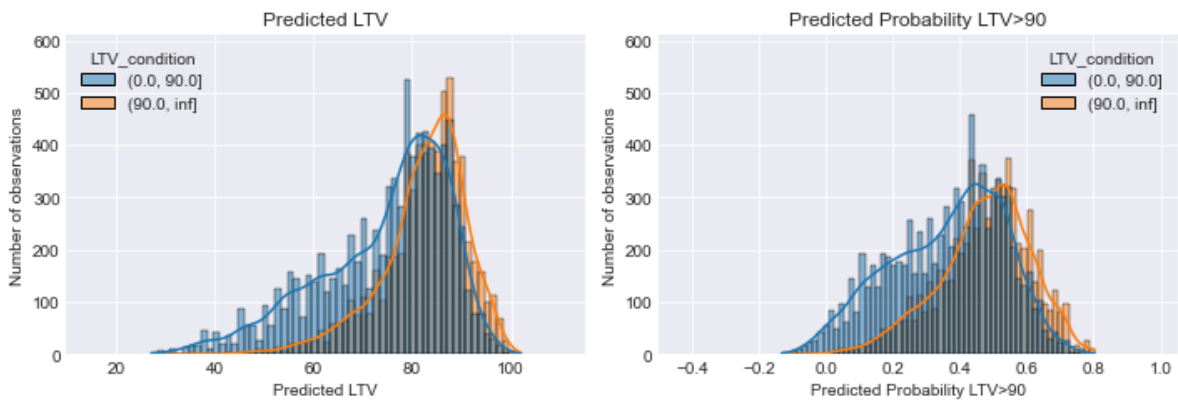 Predicted LTV
600
500
400
300
200
100
0
Number of observations
LTV_condition
(0.0, 90.0]
(90.0, inf]
20
40
60
80
100
Predicted LTV
Predicted Probability LTV>90
600
500
400
300
200
100
0
Number of observations
LTV_condition
(0.0, 90.0]
(90.0, inf]
−0.4
−0.2
0.0
0.2
0.4
0.6
0.8
1.0
Predicted Probability LTV>90